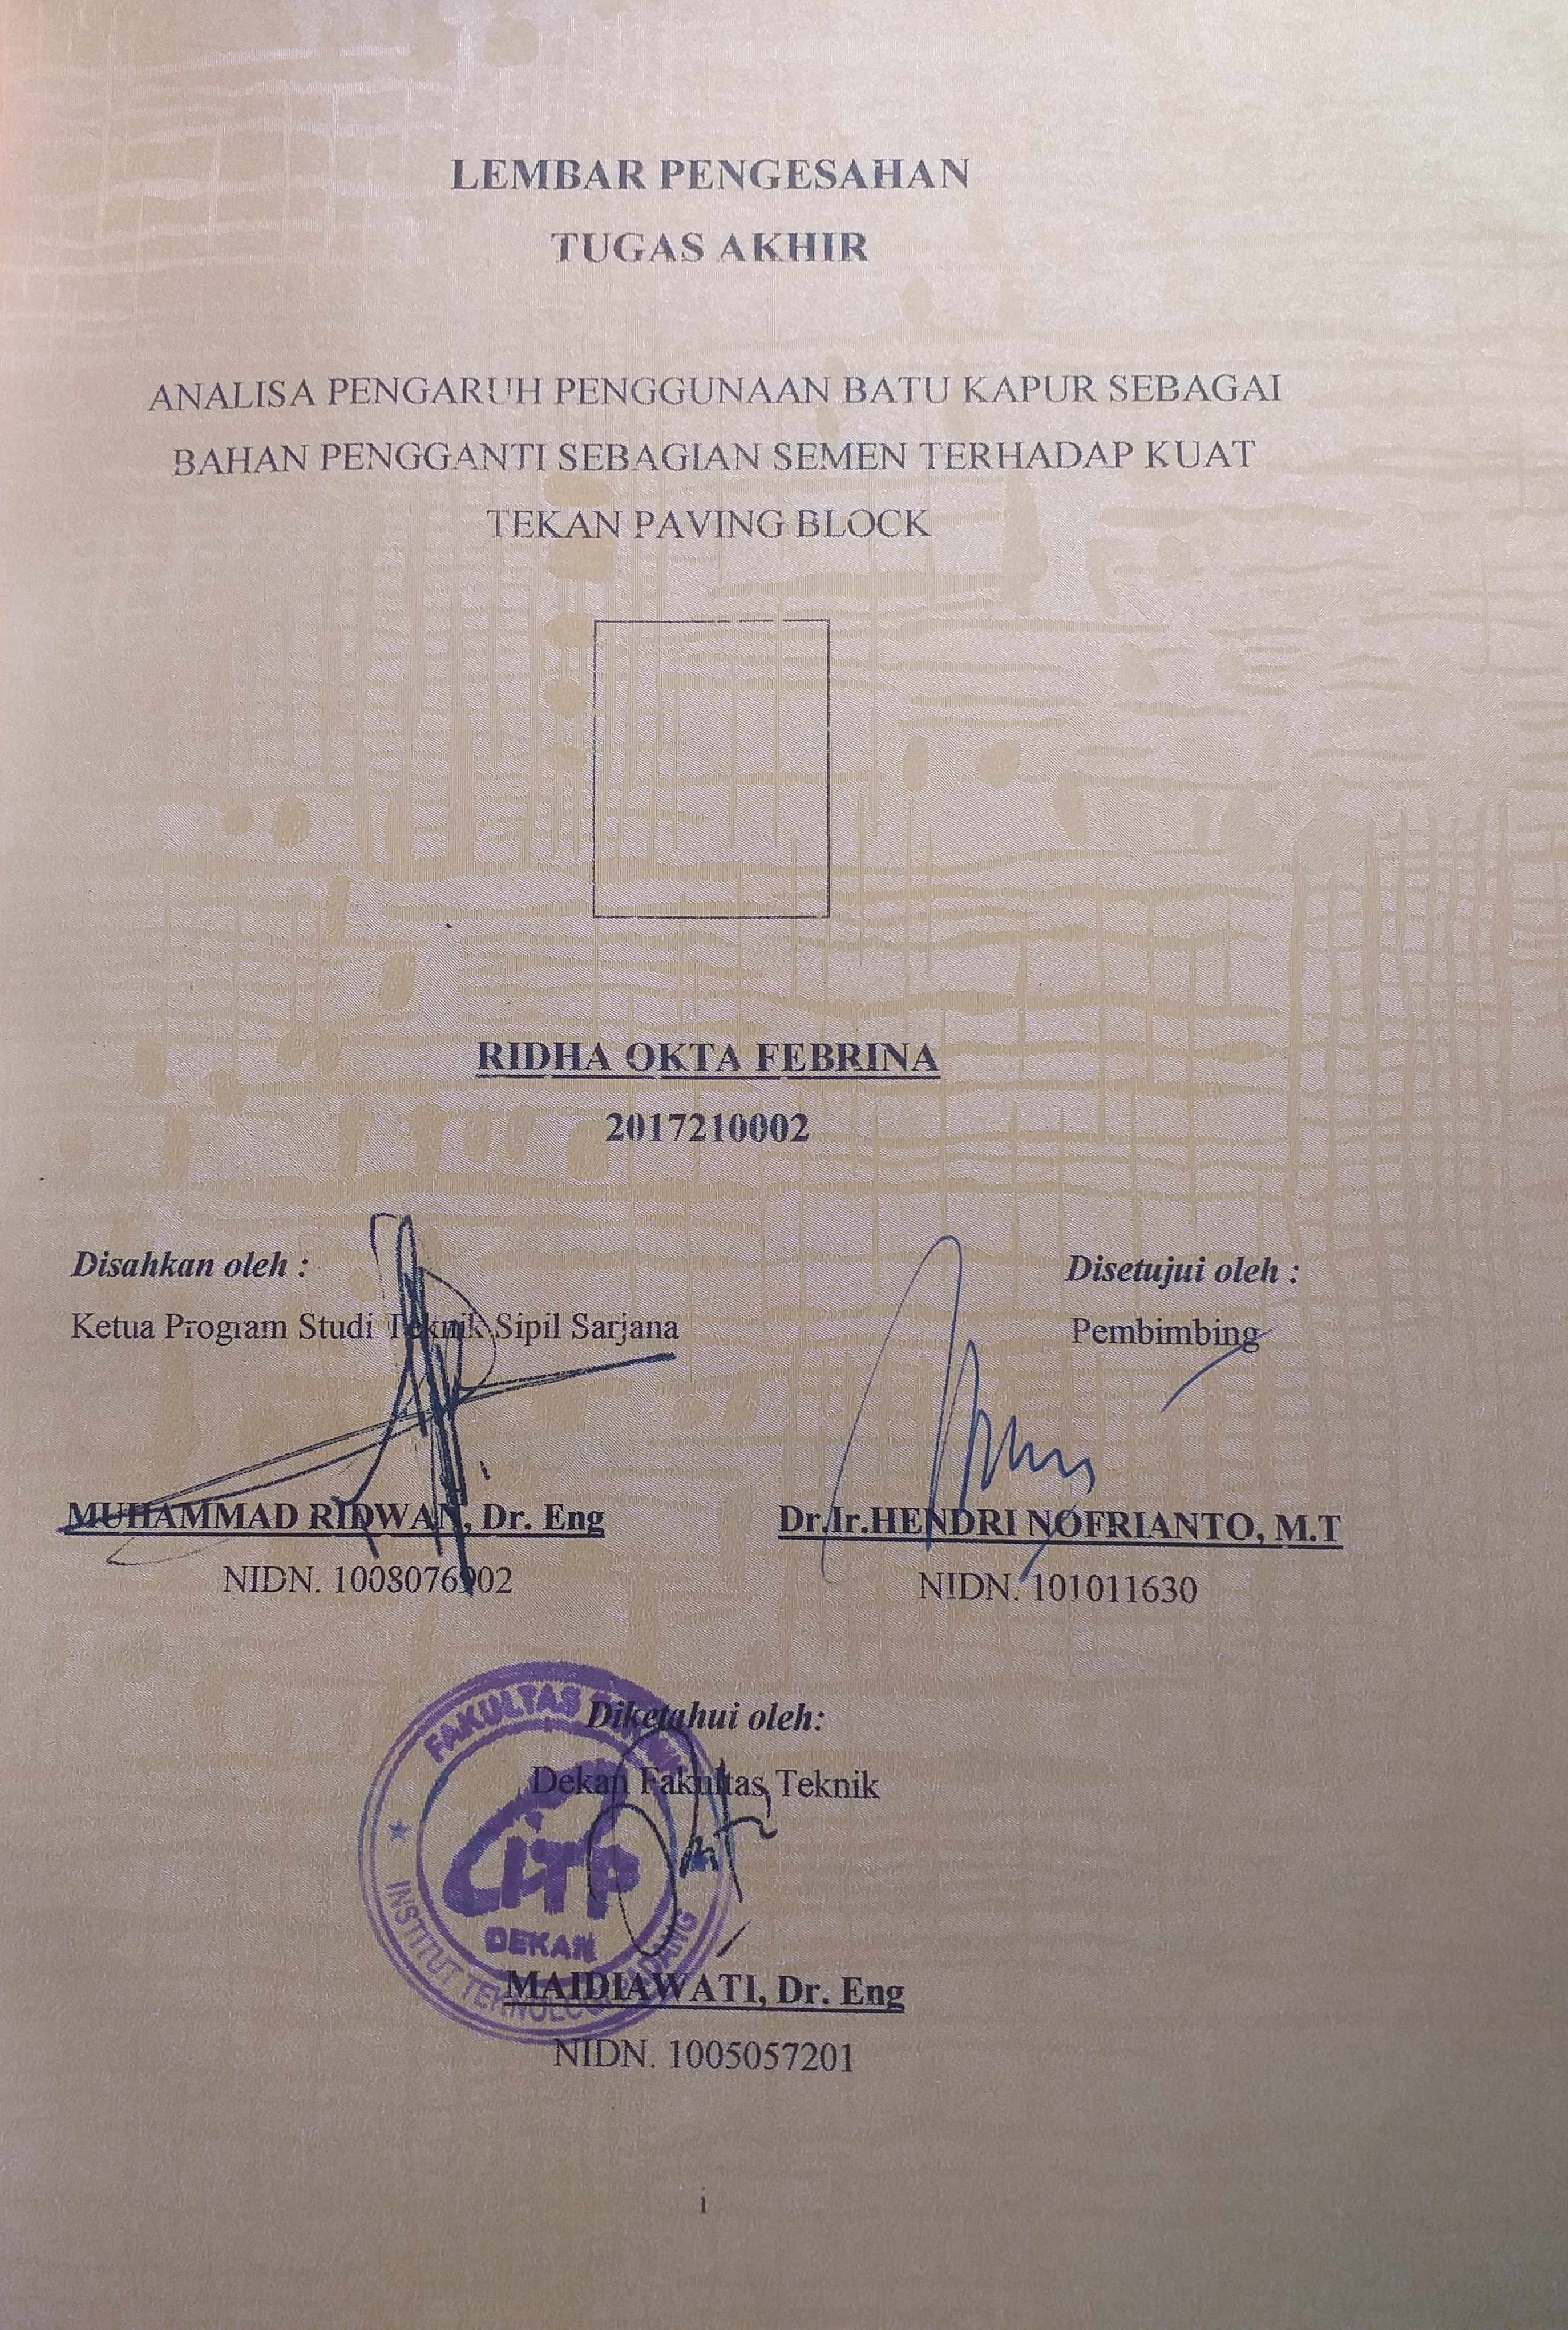 LEMBAR PENGESAHAN
TUGAS AKHIR
ANALISA PENGARUH PENGGUNAAN BATU KAPUR SEBAGAI
BAHAN PENGGANTI SEBAGIAN SEMEN TERHADAP KUAT
TEKAN PAVING BLOCK
RIDHA OKTA FEBRINA
2017210002
Disahkan oleh :
Ketua Program Studi Teknik Sipil Sarjana
MUHAMMAD RIDWAN, Dr. Eng
NIDN. 1008076902
Disetujui oleh :
Pembimbing
Dr.Ir.HENDRI NOFRIANTO, M.T
NIDN. 101011630
Diketahui oleh:
Dekan Fakultas Teknik
FAKULTAS
ITP
DEKAN
INSTITUT TEKNOLOGI PADANG
MAIDIAWATI, Dr. Eng
NIDN. 1005057201
i